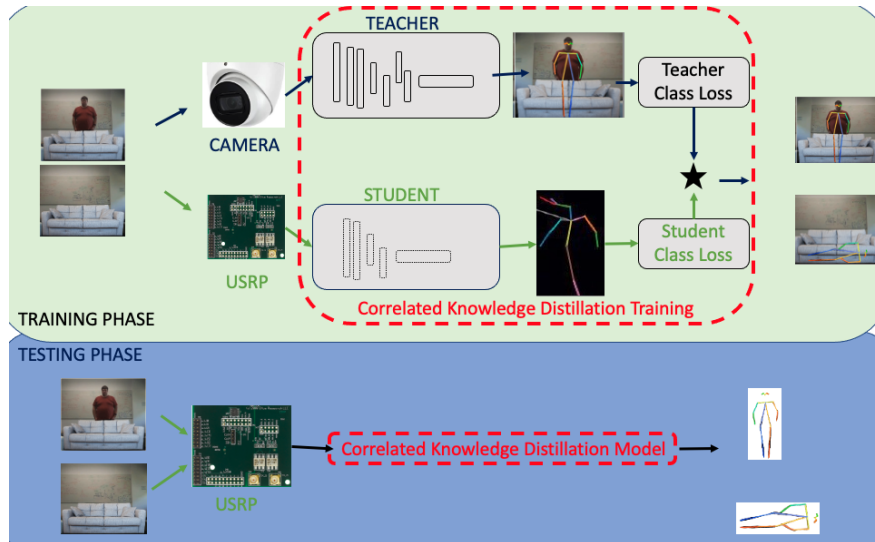 TEACHER
Teacher
Class Loss
CAMERA
STUDENT
Student
Class Loss
USRP
Correlated Knowledge Distillation Training
TRAINING PHASE
TESTING PHASE
Correlated Knowledge Distillation Model
USRP